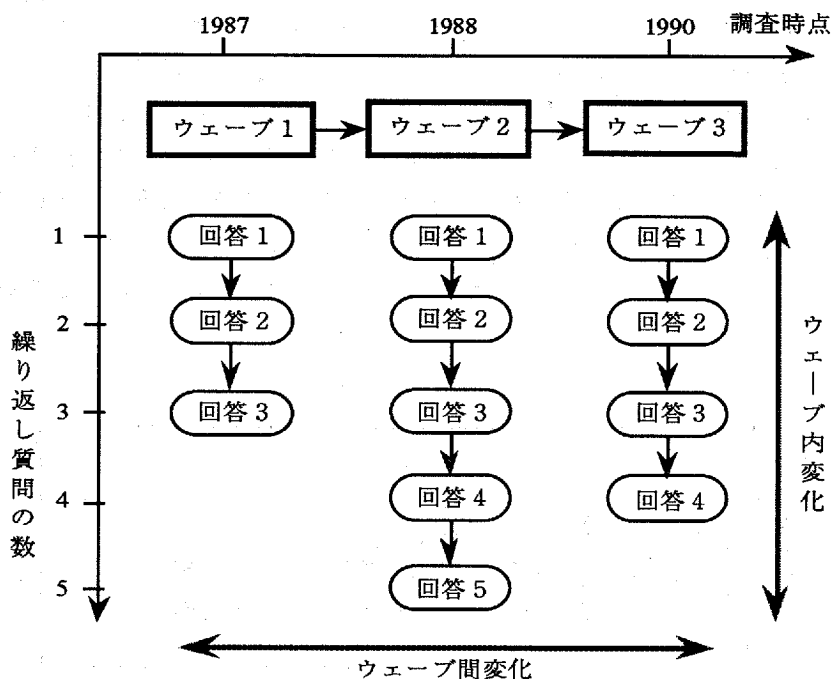 1987 1988 1990 調査時点
ウェーブ1 ウェーブ2 ウェーブ3
1 回答1 回答1 回答1
2 回答2 回答2 回答2
3 回答3 回答3 回答3
4 回答4 回答4
5 回答5
繰り返し質問の数
ウェーブ内変化
ウェーブ間変化